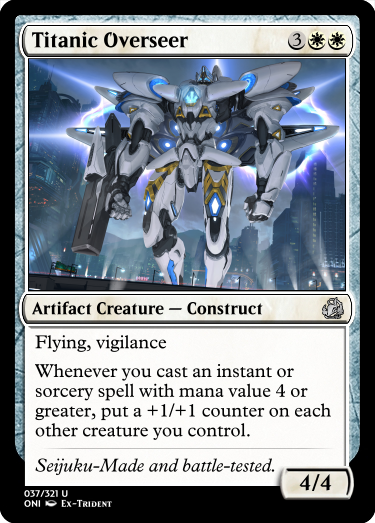 Titanic Overseer 3
Artifact Creature — Construct
Flying, vigilance
Whenever you cast an instant or
sorcery spell with mana value 4 or
greater, put a +1/+1 counter on each
other creature you control.
Seijuku-Made and battle-tested.
4/4
037/321 U
ONI Ex-Trident